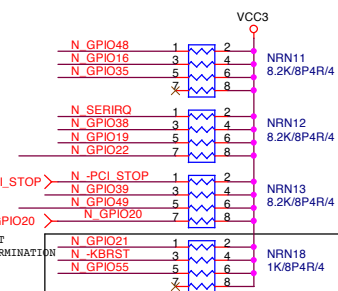 VCC3
N_GPIO48 1 2
N_GPIO16 3 4 NRN11
N_GPIO35 5 6 8.2K/8P4R/4
7 8
N_SERIRQ 1 2
N_GPIO38 3 4 NRN12
N_GPIO19 5 6 8.2K/8P4R/4
N_GPIO22 7 8
N_-PCI_STOP 1 2
I_STOP N_GPIO39 3 4 NRN13
N_GPIO49 5 6 8.2K/8P4R/4
GPIO20 N_GPIO20 7 8
T N_GPIO21 1 2
RMINATION N_-KBRST 3 4 NRN18
N_GPIO55 5 6 1K/8P4R/4
7 8